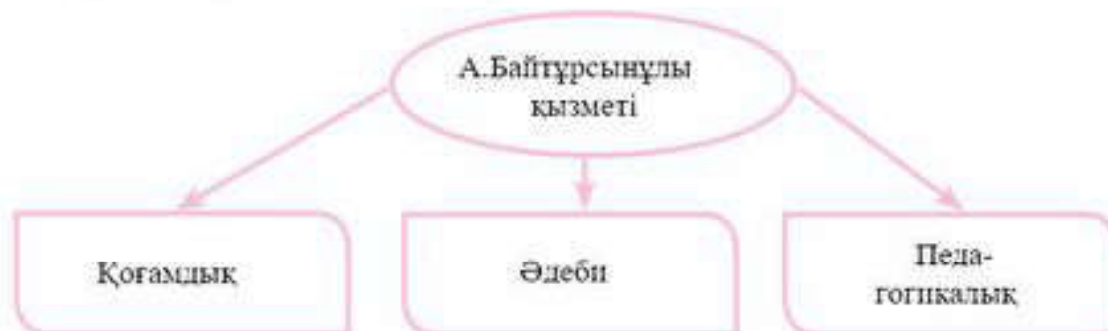 А.Байтұрсынұлы
қызметі
Қоғамдық
Әдеби
Педа-
гогикалық